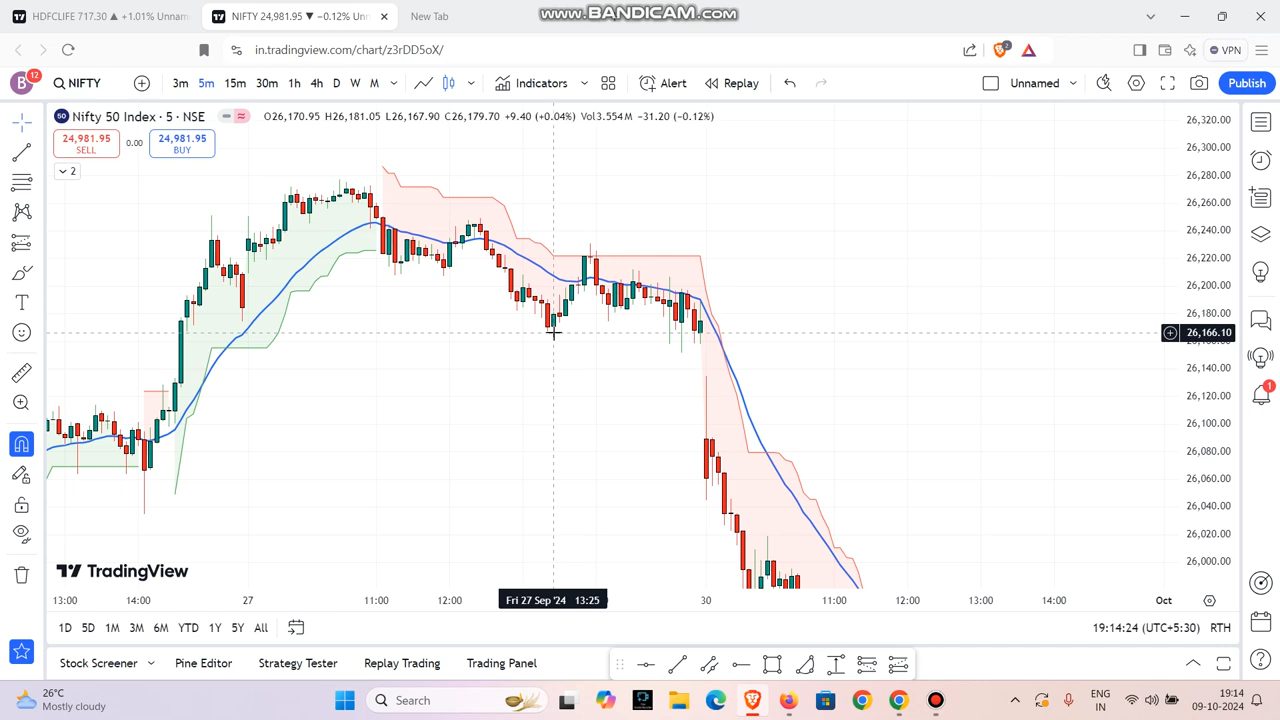 www.BANDICAM.com
HDFCLIFE 717.30 ▲ +1.01% Unnam
NIFTY 24,981.95 ▼ −0.12% Unn
New Tab
in.tradingview.com/chart/z3rDD5oX/
2
VPN
B
12
NIFTY
3m 5m 15m 30m 1h 4h D W M
Indicators
Alert
Replay
Unnamed
Publish
50 Nifty 50 Index · 5 · NSE
O26,170.95 H26,181.05 L26,167.90 C26,179.70 +9.40 (+0.04%) Vol3.554 M −31.20 (−0.12%)
24,981.95
SELL
0.00
24,981.95
BUY
2
26,320.00
26,300.00
26,280.00
26,260.00
26,240.00
26,220.00
26,200.00
26,180.00
26,166.10
26,140.00
26,120.00
26,100.00
26,080.00
26,060.00
26,040.00
26,020.00
26,000.00
1
TradingView
13:00 14:00 27 11:00 12:00 Fri 27 Sep '24 13:25 30 11:00 12:00 13:00 14:00 Oct
1D 5D 1M 3M 6M YTD 1Y 5Y All
19:14:24 (UTC+5:30) RTH
Stock Screener Pine Editor Strategy Tester Replay Trading Trading Panel
26°C
Mostly cloudy
Search
ENG
IN
19:14
09-10-2024